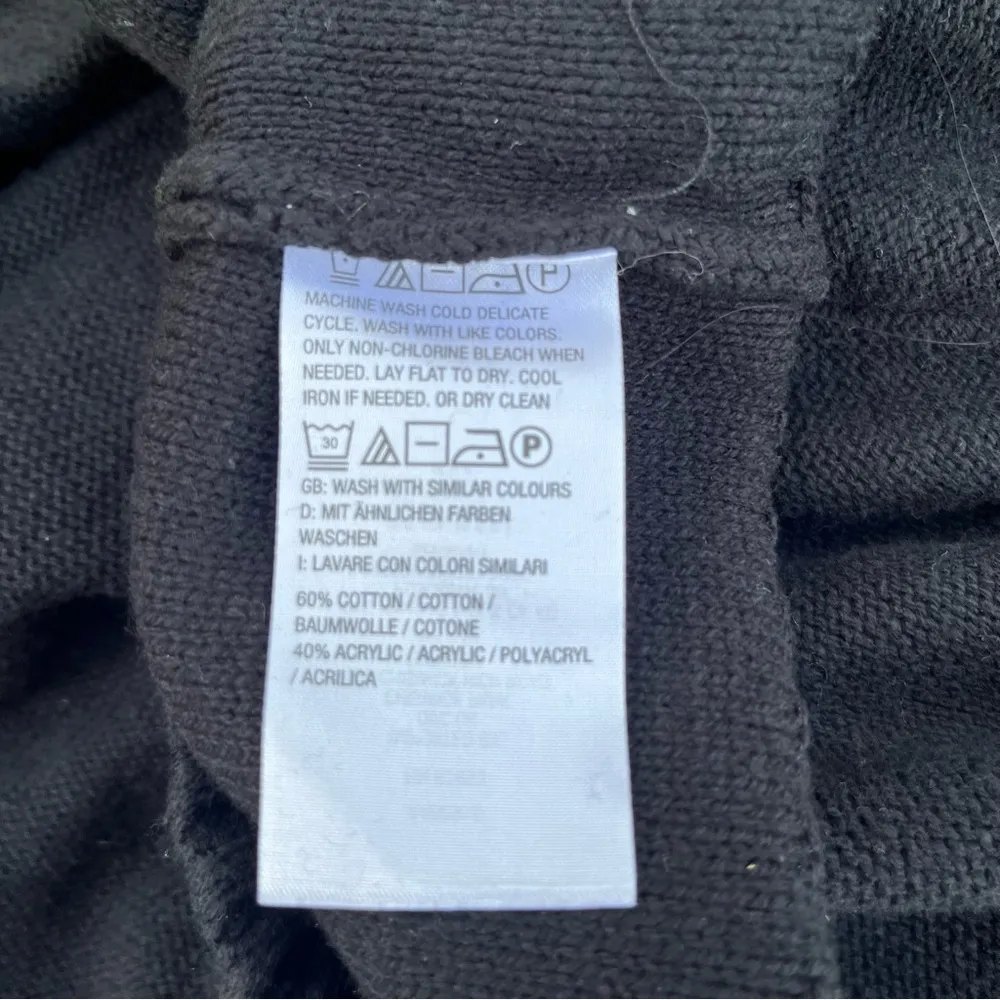 P
MACHINE WASH COLD DELICATE
CYCLE. WASH WITH LIKE COLORS.
ONLY NON-CHLORINE BLEACH WHEN
NEEDED. LAY FLAT TO DRY. COOL
IRON IF NEEDED. OR DRY CLEAN
30 P
GB: WASH WITH SIMILAR COLOURS
D: MIT ÄHNLICHEN FARBEN
WASCHEN
I: LAVARE CON COLORI SIMILARI
60% COTTON / COTTON /
BAUMWOLLE / COTONE
40% ACRYLIC / ACRYLIC / POLYACRYL
/ ACRILICA